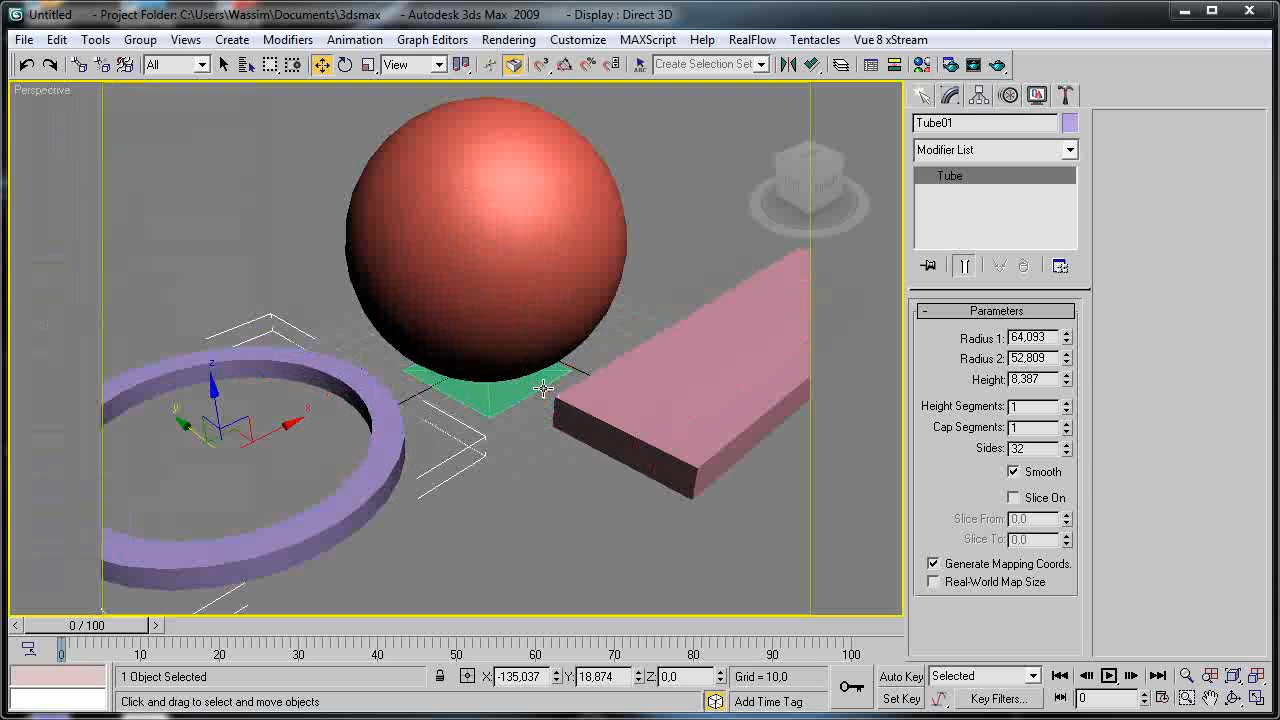 Untitled - Project Folder: C:\Users\Wassim\Documents\3dsmax - Autodesk 3ds Max 2009 - Display : Direct 3D
File Edit Tools Group Views Create Modifiers Animation Graph Editors Rendering Customize MAXScript Help RealFlow Tentacles Vue 8 xStream
All View Create Selection Set
Perspective
Tube01
Modifier List
Tube
Parameters
Radius 1: 64,093
Radius 2: 52,809
Height: 8,387
Height Segments: 1
Cap Segments: 1
Sides: 32
Smooth
Slice On
Slice From: 0,0
Slice To: 0,0
Generate Mapping Coords.
Real-World Map Size
z
y
x
0 / 100
0 10 20 30 40 50 60 70 80 90 100
1 Object Selected X: -135,037 Y: 18,874 Z: 0,0 Grid = 10,0 Auto Key Selected
Click and drag to select and move objects Add Time Tag Set Key Key Filters... 0